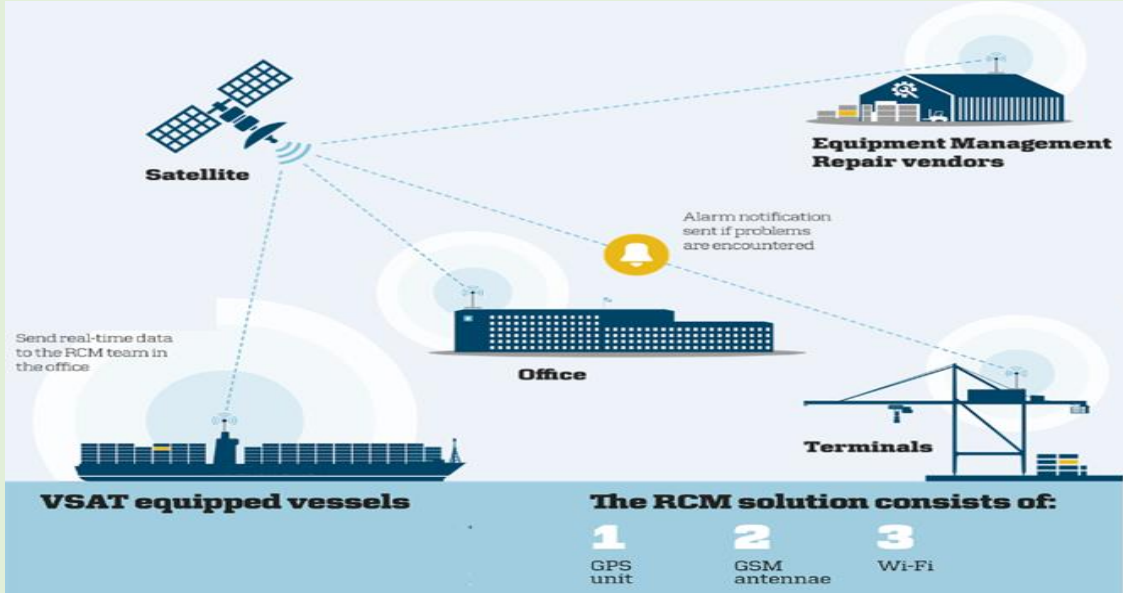 Satellite
Equipment Management
Repair vendors
Alarm notification
sent if problems
are encountered
Send real-time data
to the RCM team in
the office
Office
Terminals
VSAT equipped vessels
The RCM solution consists of:
1
GPS
unit
2
GSM
antennae
3
Wi-Fi